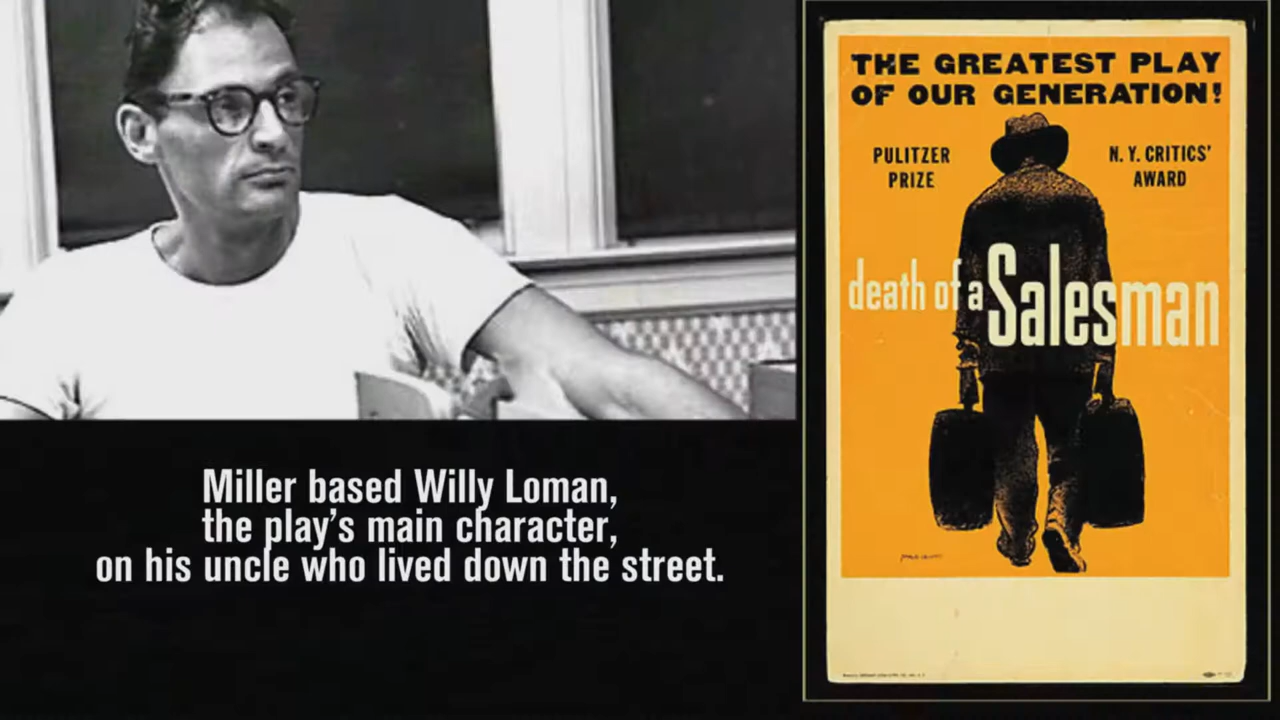 Miller based Willy Loman,
the play's main character,
on his uncle who lived down the street.
THE GREATEST PLAY
OF OUR GENERATION!
PULITZER
PRIZE
N. Y. CRITICS'
AWARD
death of a Salesman